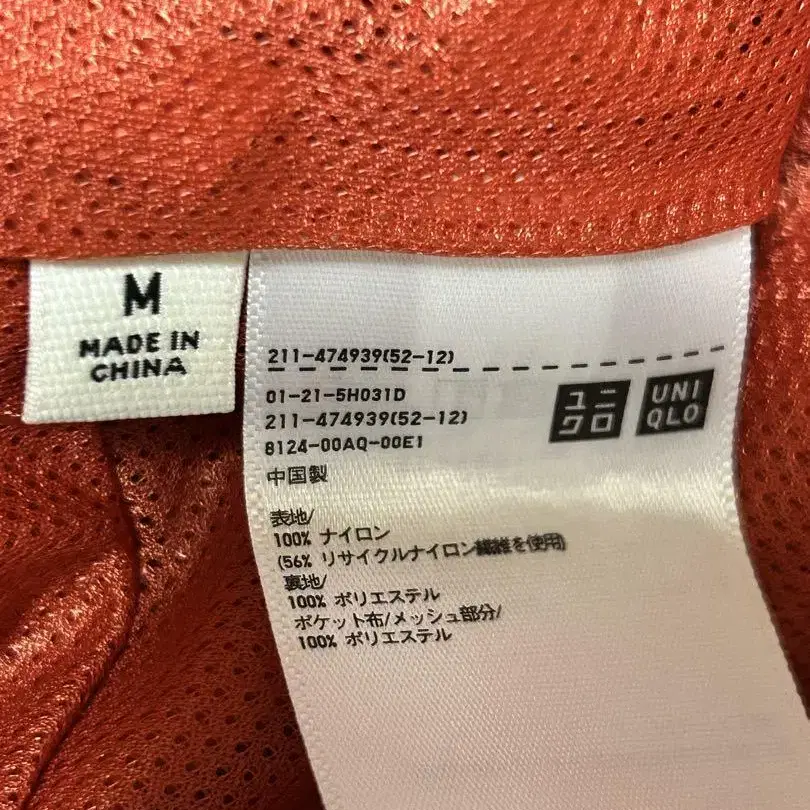 M
MADE IN
CHINA
211-474939(52-12)
01-21-5H031D
211-474939(52-12)
8124-00AQ-00E1
ユニ
クロ
UNI
QLO
中国製
表地/
100% ナイロン
(56% リサイクルナイロン繊維を使用)
裏地/
100% ポリエステル
ポケット布/メッシュ部分/
100% ポリエステル